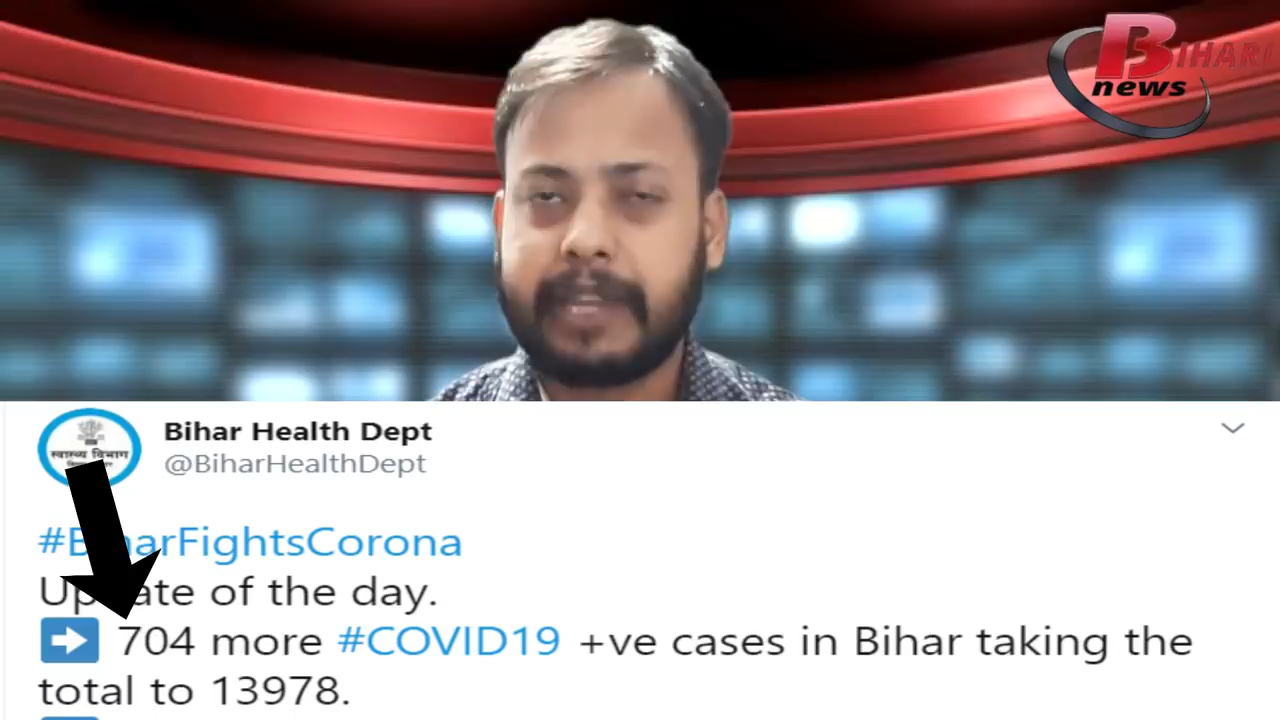 BIHARI
news
स्वास्थ्य विभाग
Bihar Health Dept
@BiharHealthDept
#BiharFightsCorona
Update of the day.
➡ 704 more #COVID19 +ve cases in Bihar taking the
total to 13978.